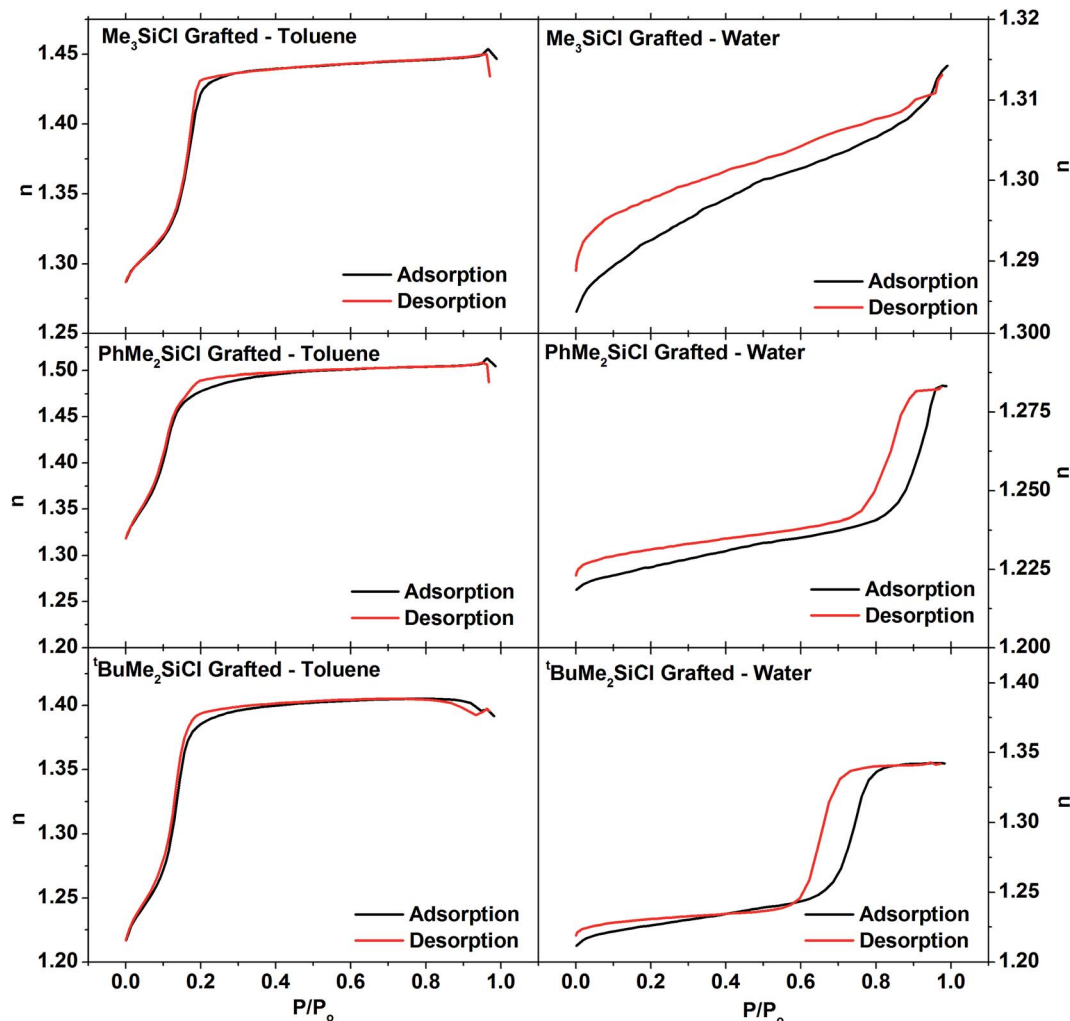 Me₃SiCl Grafted - Toluene
n
1.45
1.40
1.35
1.30
1.25
Adsorption
Desorption
Me₃SiCl Grafted - Water
1.32
1.31
1.30
1.29
1.300
n
Adsorption
Desorption
PhMe₂SiCl Grafted - Toluene
n
1.50
1.45
1.40
1.35
1.30
1.25
1.20
Adsorption
Desorption
PhMe₂SiCl Grafted - Water
1.275
1.250
1.225
1.200
n
Adsorption
Desorption
ᵗBuMe₂SiCl Grafted - Toluene
n
1.40
1.35
1.30
1.25
1.20
Adsorption
Desorption
0.0 0.2 0.4 0.6 0.8 1.0
P/Pₒ
ᵗBuMe₂SiCl Grafted - Water
1.40
1.35
1.30
1.25
1.20
n
Adsorption
Desorption
0.0 0.2 0.4 0.6 0.8 1.0
P/Pₒ